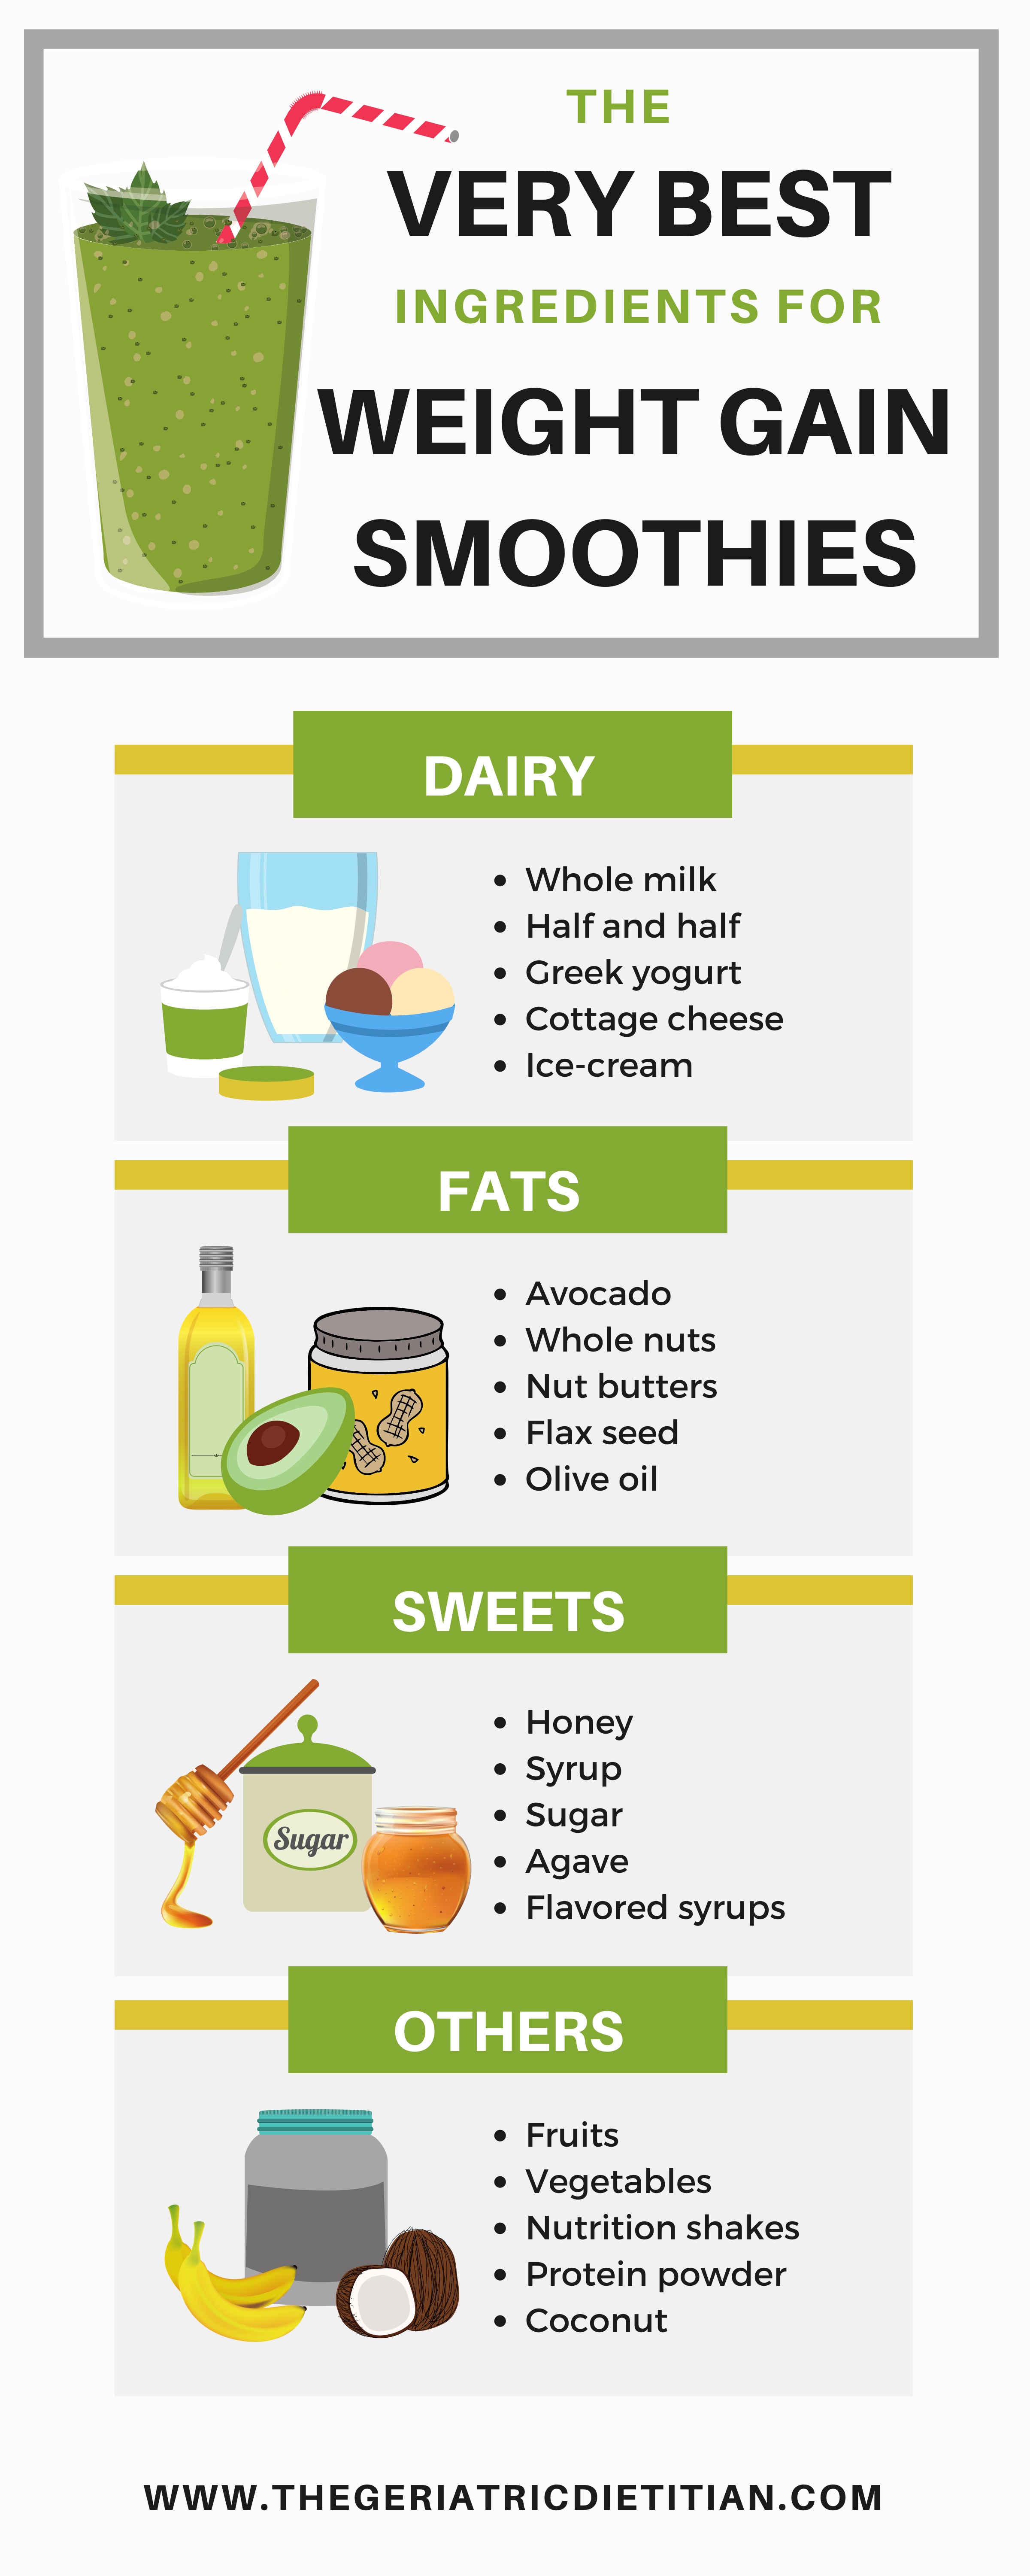 THE
VERY BEST
INGREDIENTS FOR
WEIGHT GAIN
SMOOTHIES
DAIRY
• Whole milk
• Half and half
• Greek yogurt
• Cottage cheese
• Ice-cream
FATS
• Avocado
• Whole nuts
• Nut butters
• Flax seed
• Olive oil
SWEETS
Sugar
• Honey
• Syrup
• Sugar
• Agave
• Flavored syrups
OTHERS
• Fruits
• Vegetables
• Nutrition shakes
• Protein powder
• Coconut
WWW.THEGERIATRICDIETITIAN.COM